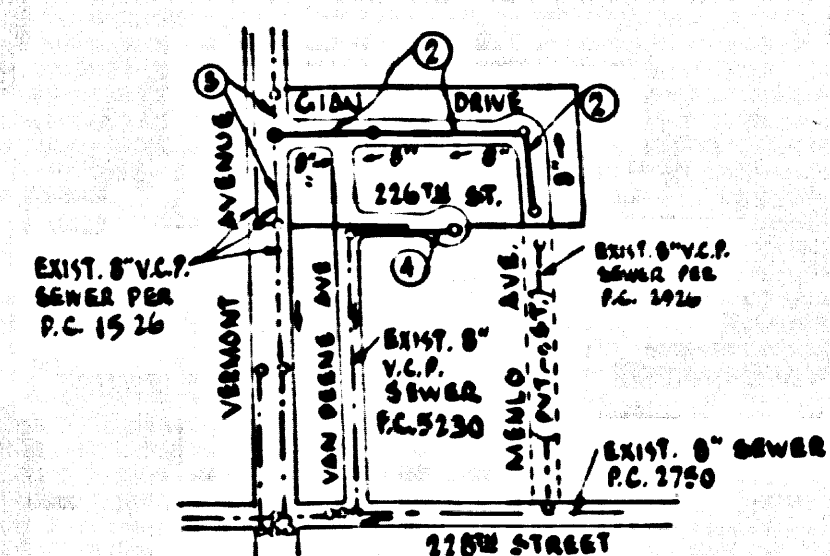 2
3
GIAN DRIVE
2
8"
8"
8"
8"
226TH ST.
VERMONT AVENUE
4
EXIST. 8" V.C.P.
SEWER PER
P.C. 1526
EXIST. 8" V.C.P.
SEWER PER
P.C. 2926
VAN DEENE AVE
EXIST. 8"
V.C.P.
SEWER
P.C. 5230
MENLO AVE.
(PVT. ST.)
EXIST. 8" SEWER
P.C. 2750
228TH STREET